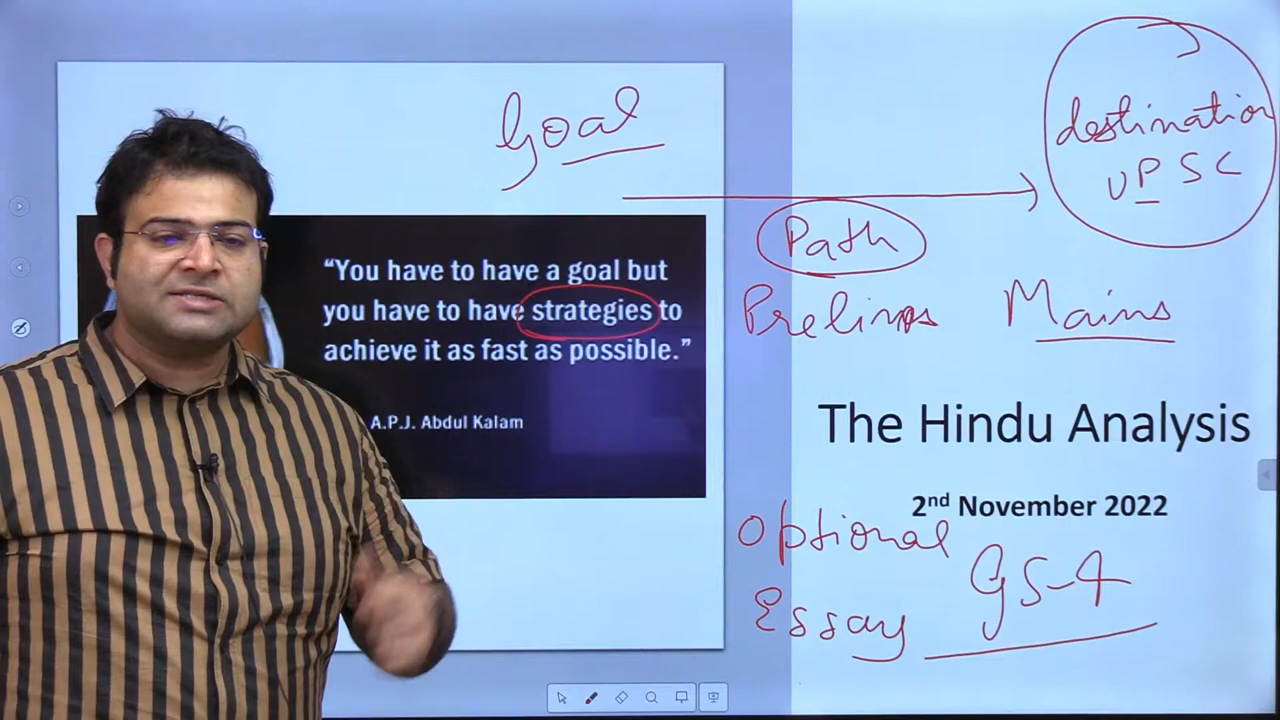 Goal
destination
UPSC
Path
Prelims Mains
“You have to have a goal but
you have to have strategies to
achieve it as fast as possible.”
A.P.J. Abdul Kalam
The Hindu Analysis
2nd November 2022
Optional
GS-4
Essay